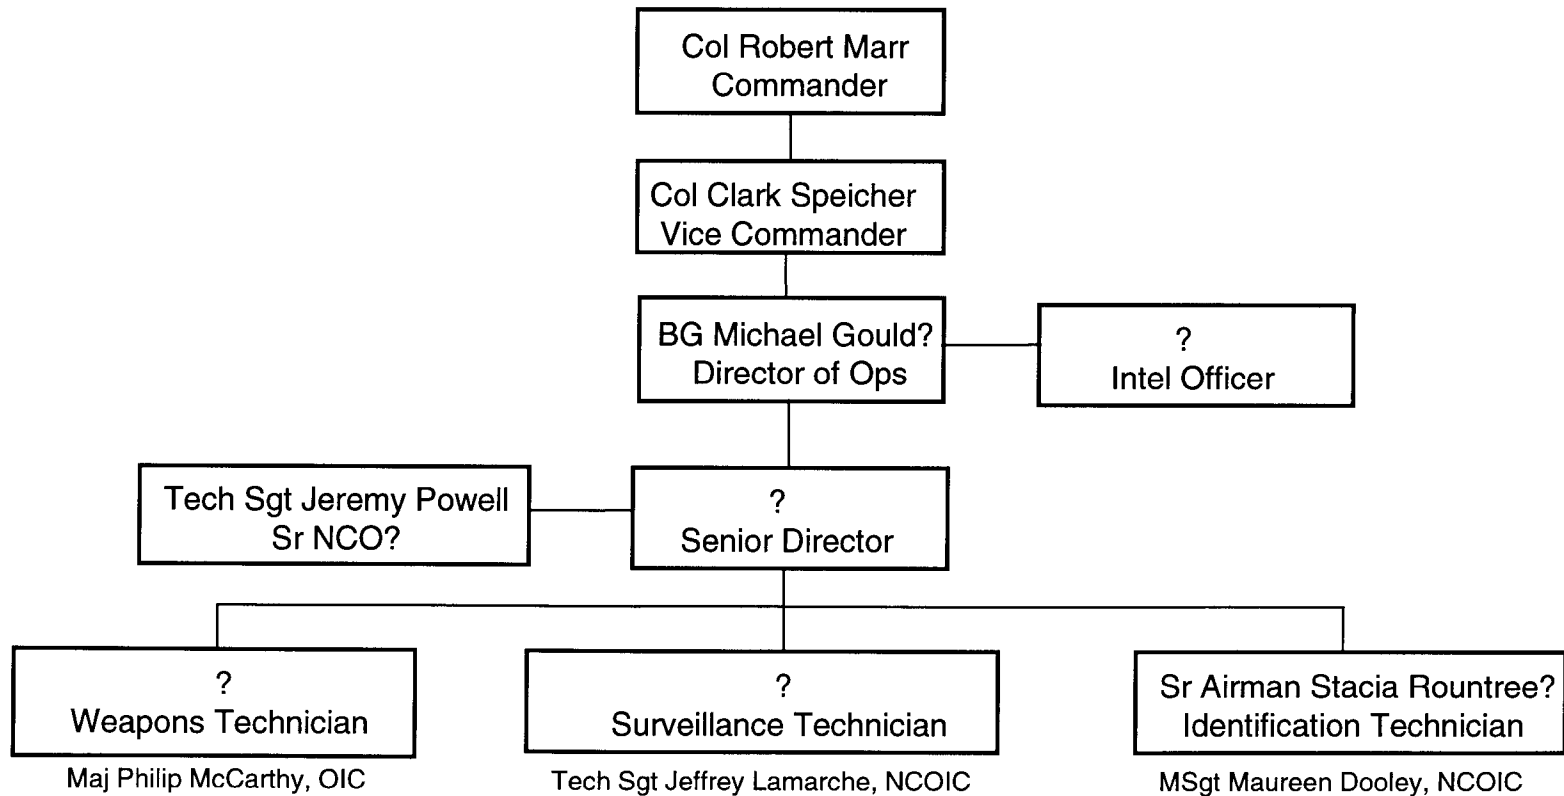 Col Robert Marr
Commander
Col Clark Speicher
Vice Commander
BG Michael Gould?
Director of Ops
?
Intel Officer
Tech Sgt Jeremy Powell
Sr NCO?
?
Senior Director
?
Weapons Technician
Maj Philip McCarthy, OIC
?
Surveillance Technician
Tech Sgt Jeffrey Lamarche, NCOIC
Sr Airman Stacia Rountree?
Identification Technician
MSgt Maureen Dooley, NCOIC